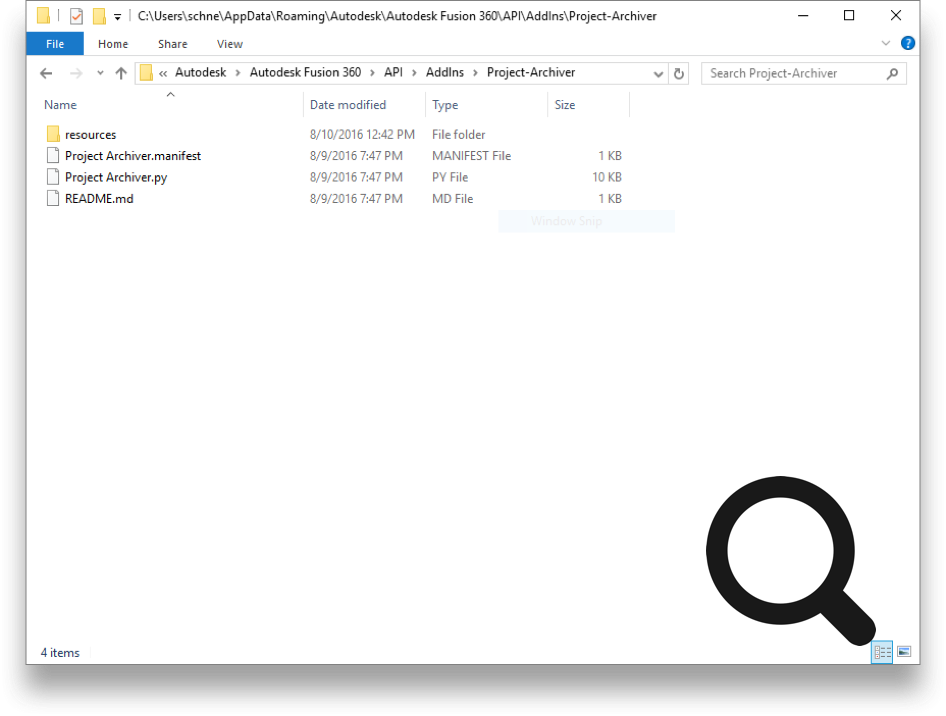 C:\Users\schne\AppData\Roaming\Autodesk\Autodesk Fusion 360\API\AddIns\Project-Archiver
File Home Share View
« Autodesk › Autodesk Fusion 360 › API › AddIns › Project-Archiver Search Project-Archiver
Name Date modified Type Size
resources 8/10/2016 12:42 PM File folder
Project Archiver.manifest 8/9/2016 7:47 PM MANIFEST File 1 KB
Project Archiver.py 8/9/2016 7:47 PM PY File 10 KB
README.md 8/9/2016 7:47 PM MD File 1 KB
Window Snip
4 items